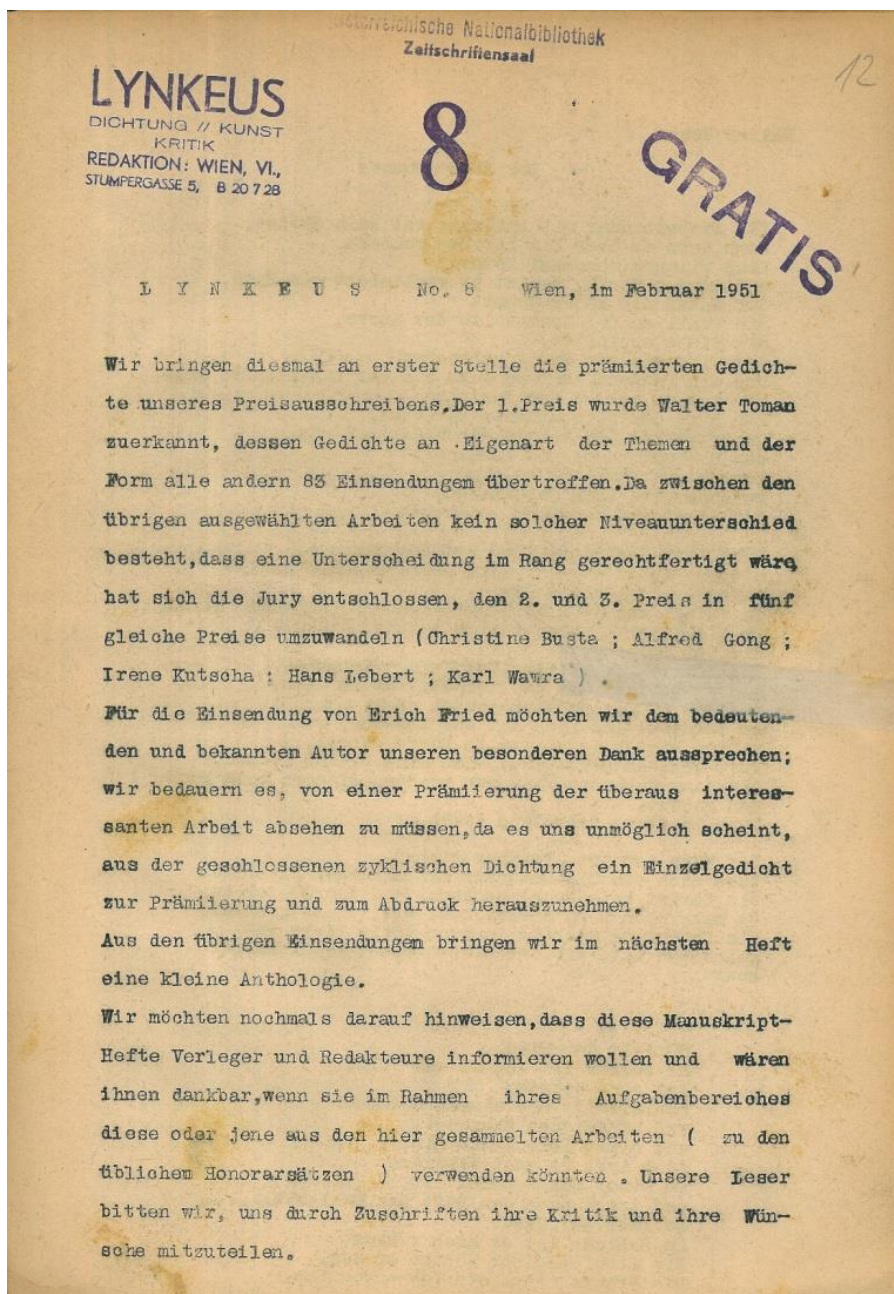 Österreichische Nationalbibliothek
Zeitschriftensaal
12
LYNKEUS
DICHTUNG // KUNST
KRITIK
REDAKTION: WIEN, VI.,
STUMPERGASSE 5, B 20 7 28
8
GRATIS
L Y N K E U S No. 8 Wien, im Februar 1951
Wir bringen diesmal an erster Stelle die prämiierten Gedich-
te unseres Preisausschreibens.Der 1.Preis wurde Walter Toman
zuerkannt, dessen Gedichte an Eigenart der Themen und der
Form alle andern 83 Einsendungem übertreffen.Da zwischen den
übrigen ausgewählten Arbeiten kein solcher Niveauunterschied
besteht,dass eine Unterscheidung im Rang gerechtfertigt wäre,
hat sich die Jury entschlossen, den 2. und 3. Preis in fünf
gleiche Preise umzuwandeln (Christine Busta ; Alfred Gong ;
Irene Kutscha ; Hans Lebert ; Karl Wawra ) .
Für die Einsendung von Erich Fried möchten wir dem bedeuten-
den und bekanntem Autor unseren besonderen Dank aussprechen;
wir bedauern es, von einer Prämiierung der überaus interes-
santen Arbeit absehen zu müssen,da es uns unmöglich scheint,
aus der geschlossenen zyklischen Dichtung ein Einzelgedicht
zur Prämiierung und zum Abdruck herauszunehmen.
Aus den übrigen Einsendungem bringen wir im nächsten Heft
eine kleine Anthologie.
Wir möchten nochmals darauf hinweisen,dass diese Manuskript-
Hefte Verleger und Redakteure informieren wollen und wären
ihnen dankbar,wenn sie im Rahmen ihres Aufgabenbereiches
diese oder jene aus den hier gesammelten Arbeiten ( zu den
üblichem Honorarsätzen ) verwenden könnten . Unsere Leser
bitten wir, uns durch Zuschriften ihre Kritik und ihre Wün-
sche mitzuteilen.